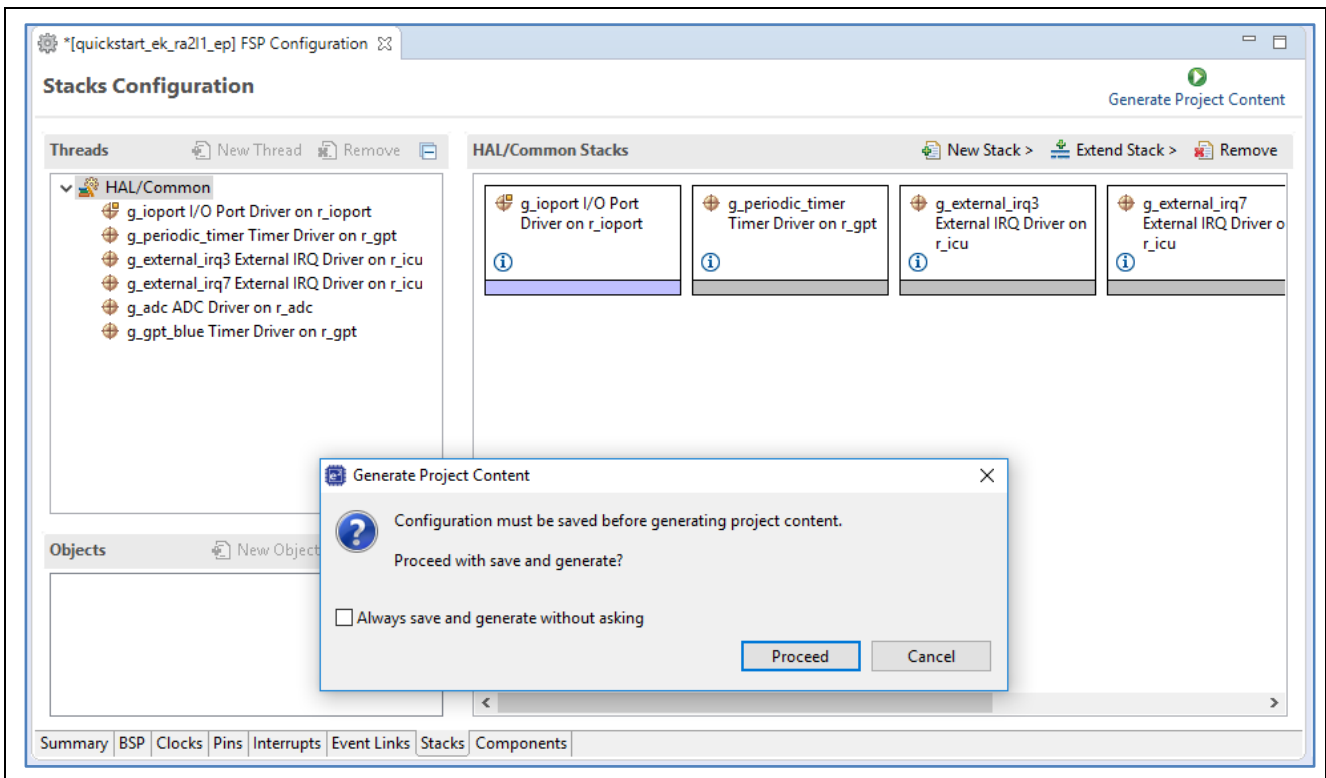 *[quickstart_ek_ra2l1_ep] FSP Configuration
Stacks Configuration
Generate Project Content
Threads
New Thread
Remove
HAL/Common
g_ioport I/O Port Driver on r_ioport
g_periodic_timer Timer Driver on r_gpt
g_external_irq3 External IRQ Driver on r_icu
g_external_irq7 External IRQ Driver on r_icu
g_adc ADC Driver on r_adc
g_gpt_blue Timer Driver on r_gpt
HAL/Common Stacks
New Stack >
Extend Stack >
Remove
g_ioport I/O Port
Driver on r_ioport
g_periodic_timer
Timer Driver on r_gpt
g_external_irq3
External IRQ Driver on
r_icu
g_external_irq7
External IRQ Driver o
r_icu
Objects
New Object
Generate Project Content
Configuration must be saved before generating project content.
Proceed with save and generate?
Always save and generate without asking
Proceed
Cancel
Summary BSP Clocks Pins Interrupts Event Links Stacks Components